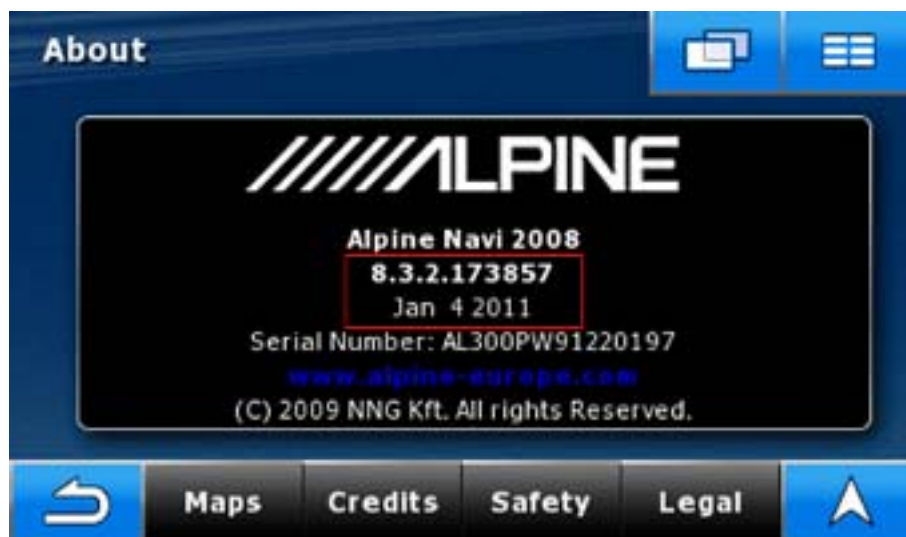 About
ALPINE
Alpine Navi 2008
8.3.2.173857
Jan 4 2011
Serial Number: AL300PW91220197
www.alpine-europe.com
(C) 2009 NNG Kft. All rights Reserved.
Maps Credits Safety Legal